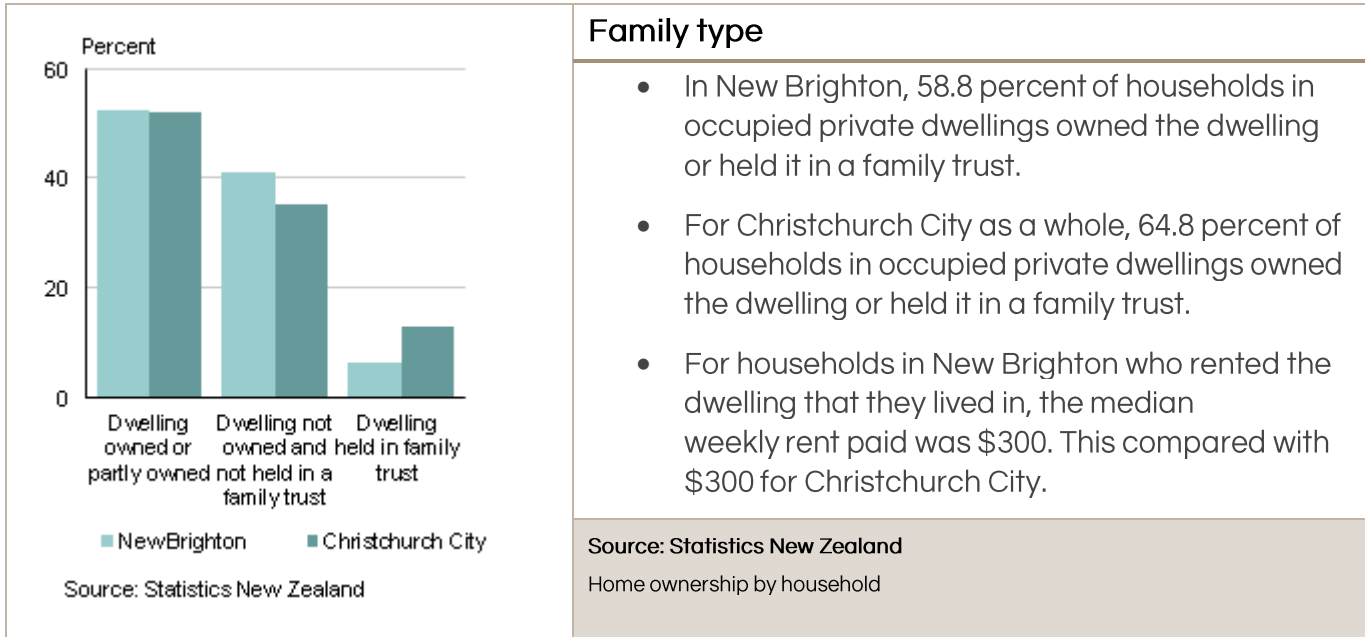 Percent
60
40
20
0
Dwelling owned or partly owned
Dwelling not owned and not held in a family trust
Dwelling held in family trust
NewBrighton
Christchurch City
Source: Statistics New Zealand
Family type
• In New Brighton, 58.8 percent of households in
occupied private dwellings owned the dwelling
or held it in a family trust.
• For Christchurch City as a whole, 64.8 percent of
households in occupied private dwellings owned
the dwelling or held it in a family trust.
• For households in New Brighton who rented the
dwelling that they lived in, the median
weekly rent paid was $300. This compared with
$300 for Christchurch City.
Source: Statistics New Zealand
Home ownership by household